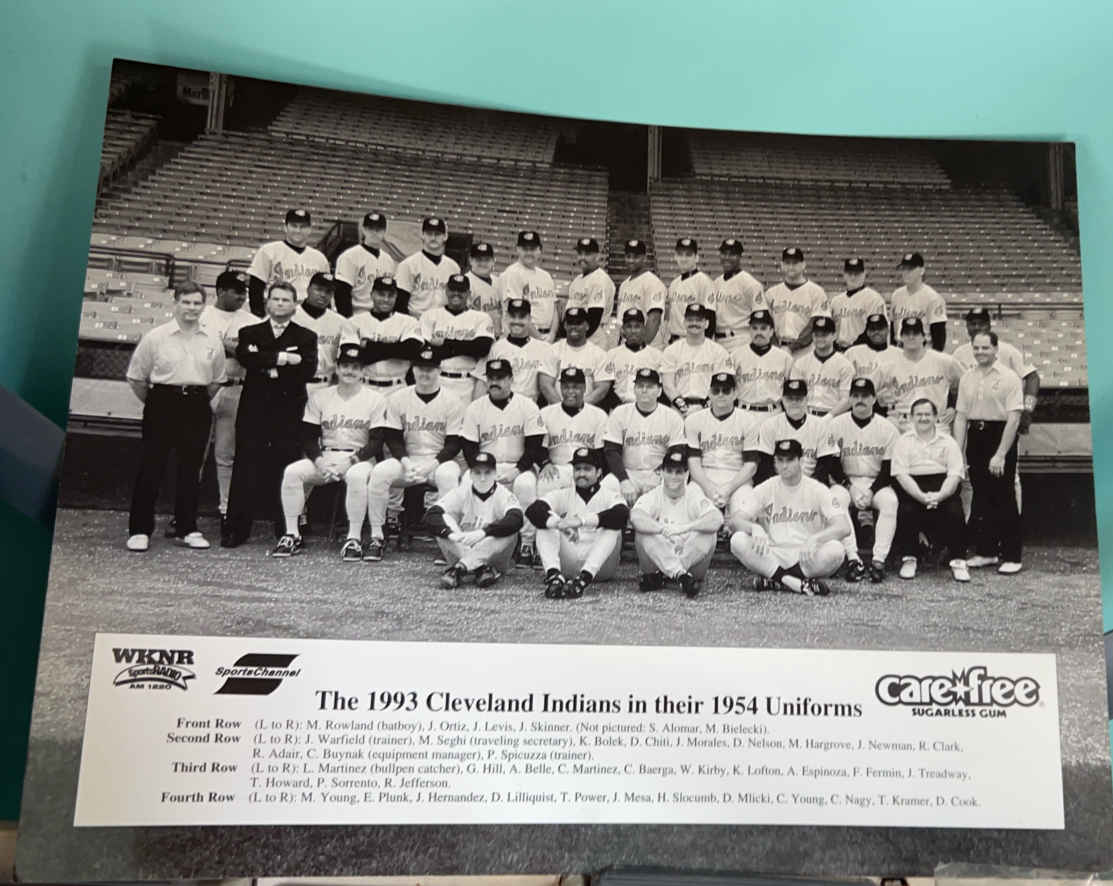 WKNR
SportsRADIO
AM 1220
SportsChannel
care*free
SUGARLESS GUM
The 1993 Cleveland Indians in their 1954 Uniforms
Front Row (L to R): M. Rowland (batboy), J. Ortiz, J. Levis, J. Skinner. (Not pictured: S. Alomar, M. Bielecki).
Second Row (L to R): J. Warfield (trainer), M. Seghi (traveling secretary), K. Bolek, D. Chiti, J. Morales, D. Nelson, M. Hargrove, J. Newman, R. Clark,
R. Adair, C. Buynak (equipment manager), P. Spicuzza (trainer).
Third Row (L to R): L. Martinez (bullpen catcher), G. Hill, A. Belle, C. Martinez, C. Baerga, W. Kirby, K. Lofton, A. Espinoza, F. Fermin, J. Treadway,
T. Howard, P. Sorrento, R. Jefferson.
Fourth Row (L to R): M. Young, E. Plunk, J. Hernandez, D. Lilliquist, T. Power, J. Mesa, H. Slocumb, D. Mlicki, C. Young, C. Nagy, T. Kramer, D. Cook.